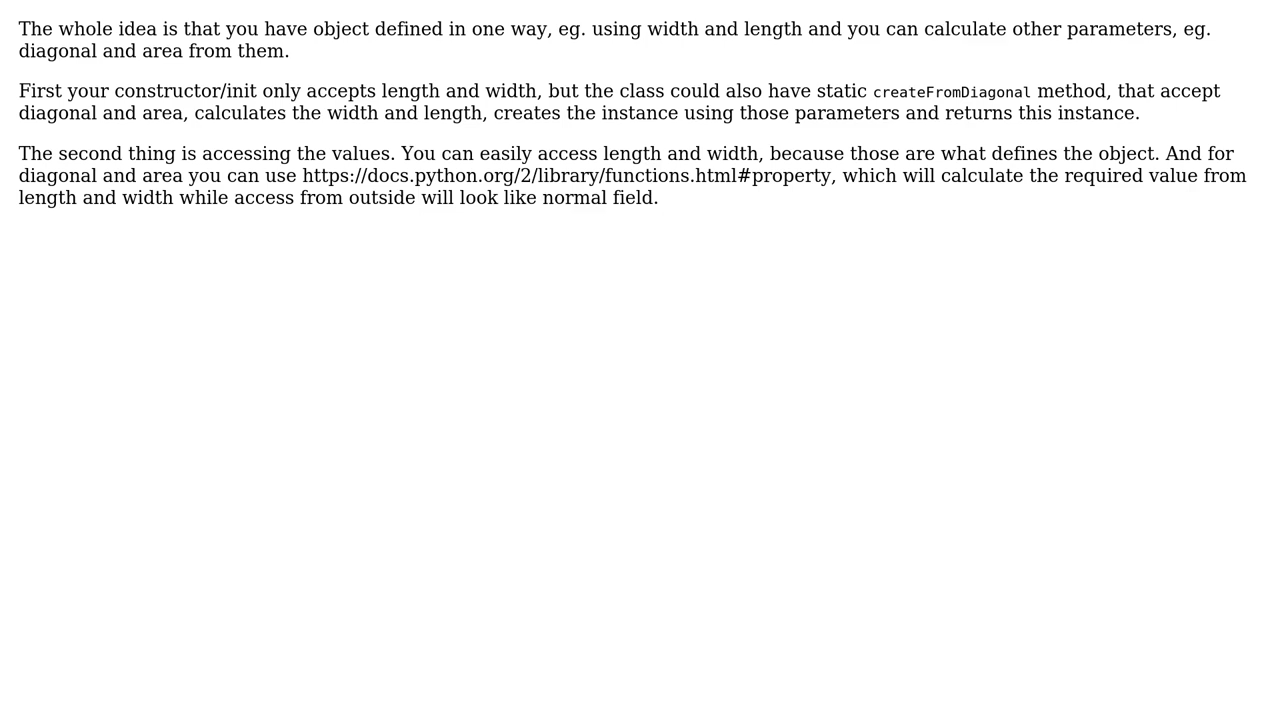 The whole idea is that you have object defined in one way, eg. using width and length and you can calculate other parameters, eg.
diagonal and area from them.
First your constructor/init only accepts length and width, but the class could also have static createFromDiagonal method, that accept
diagonal and area, calculates the width and length, creates the instance using those parameters and returns this instance.
The second thing is accessing the values. You can easily access length and width, because those are what defines the object. And for
diagonal and area you can use https://docs.python.org/2/library/functions.html#property, which will calculate the required value from
length and width while access from outside will look like normal field.